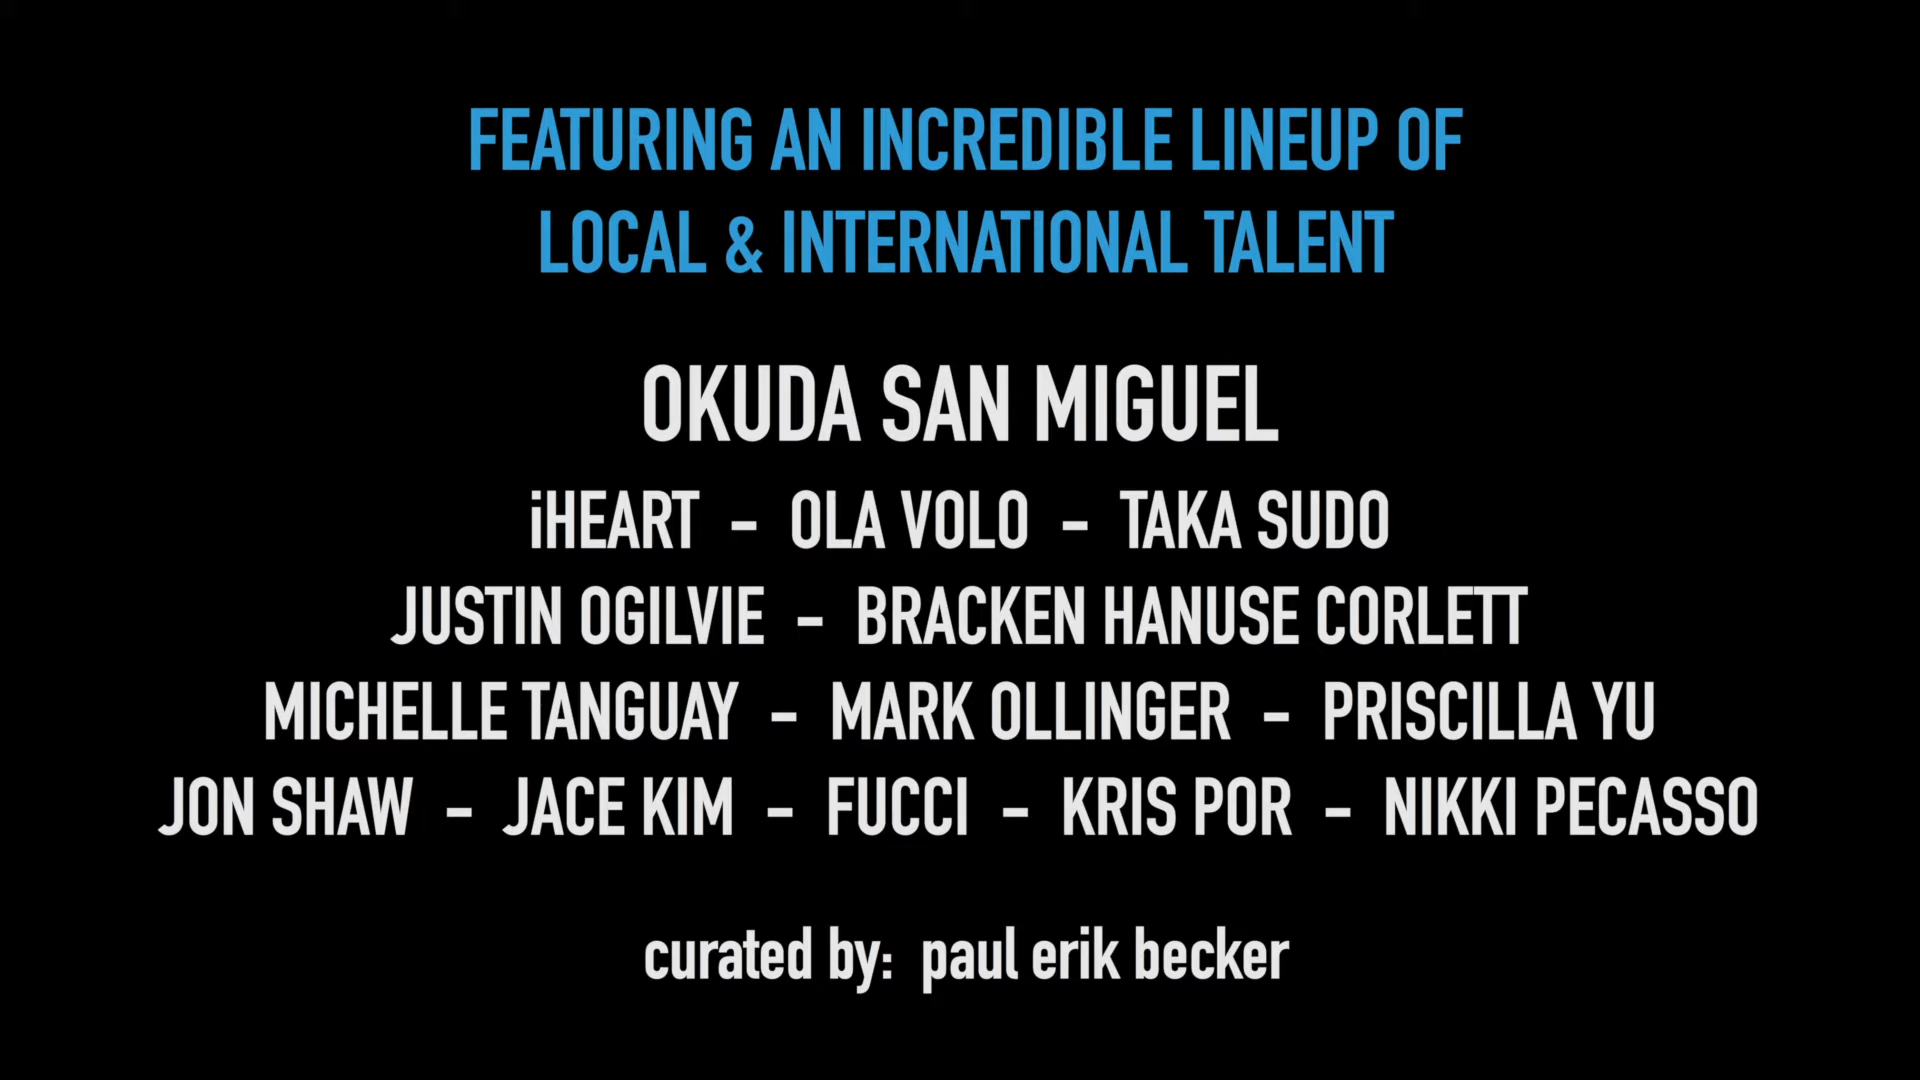 FEATURING AN INCREDIBLE LINEUP OF
LOCAL & INTERNATIONAL TALENT
OKUDA SAN MIGUEL
iHEART - OLA VOLO - TAKA SUDO
JUSTIN OGILVIE - BRACKEN HANUSE CORLETT
MICHELLE TANGUAY - MARK OLLINGER - PRISCILLA YU
JON SHAW - JACE KIM - FUCCI - KRIS POR - NIKKI PECASSO
curated by: paul erik becker